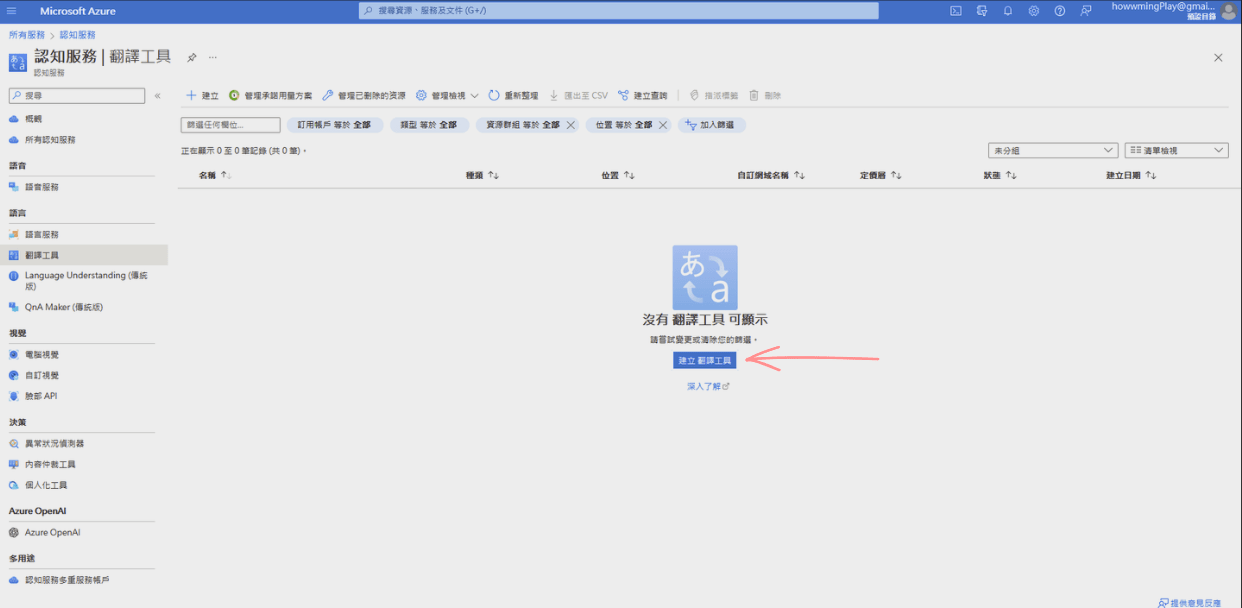 Microsoft Azure
搜尋資源、服務及文件 (G+/)
howwmingPlay@gmai...
預設目錄
所有服務 > 認知服務
認知服務 | 翻譯工具
認知服務
搜尋
建立
管理承諾用量方案
管理已刪除的資源
管理檢視
重新整理
匯出至 CSV
建立查詢
指派標籤
刪除
概觀
所有認知服務
語音
語音服務
語言
語言服務
翻譯工具
Language Understanding (傳統
版)
QnA Maker (傳統版)
視覺
電腦視覺
自訂視覺
臉部 API
決策
異常狀況偵測器
內容仲裁工具
個人化工具
Azure OpenAI
Azure OpenAI
多用途
認知服務多重服務帳戶
篩選任何欄位...
訂用帳戶 等於 全部
類型 等於 全部
資源群組 等於 全部
位置 等於 全部
加入篩選
正在顯示 0 至 0 筆記錄 (共 0 筆)。
未分組
清單檢視
名稱
種類
位置
自訂網域名稱
定價層
狀態
建立日期
あ
a
沒有 翻譯工具 可顯示
請嘗試變更或清除您的篩選。
建立 翻譯工具
深入了解
提供意見反應